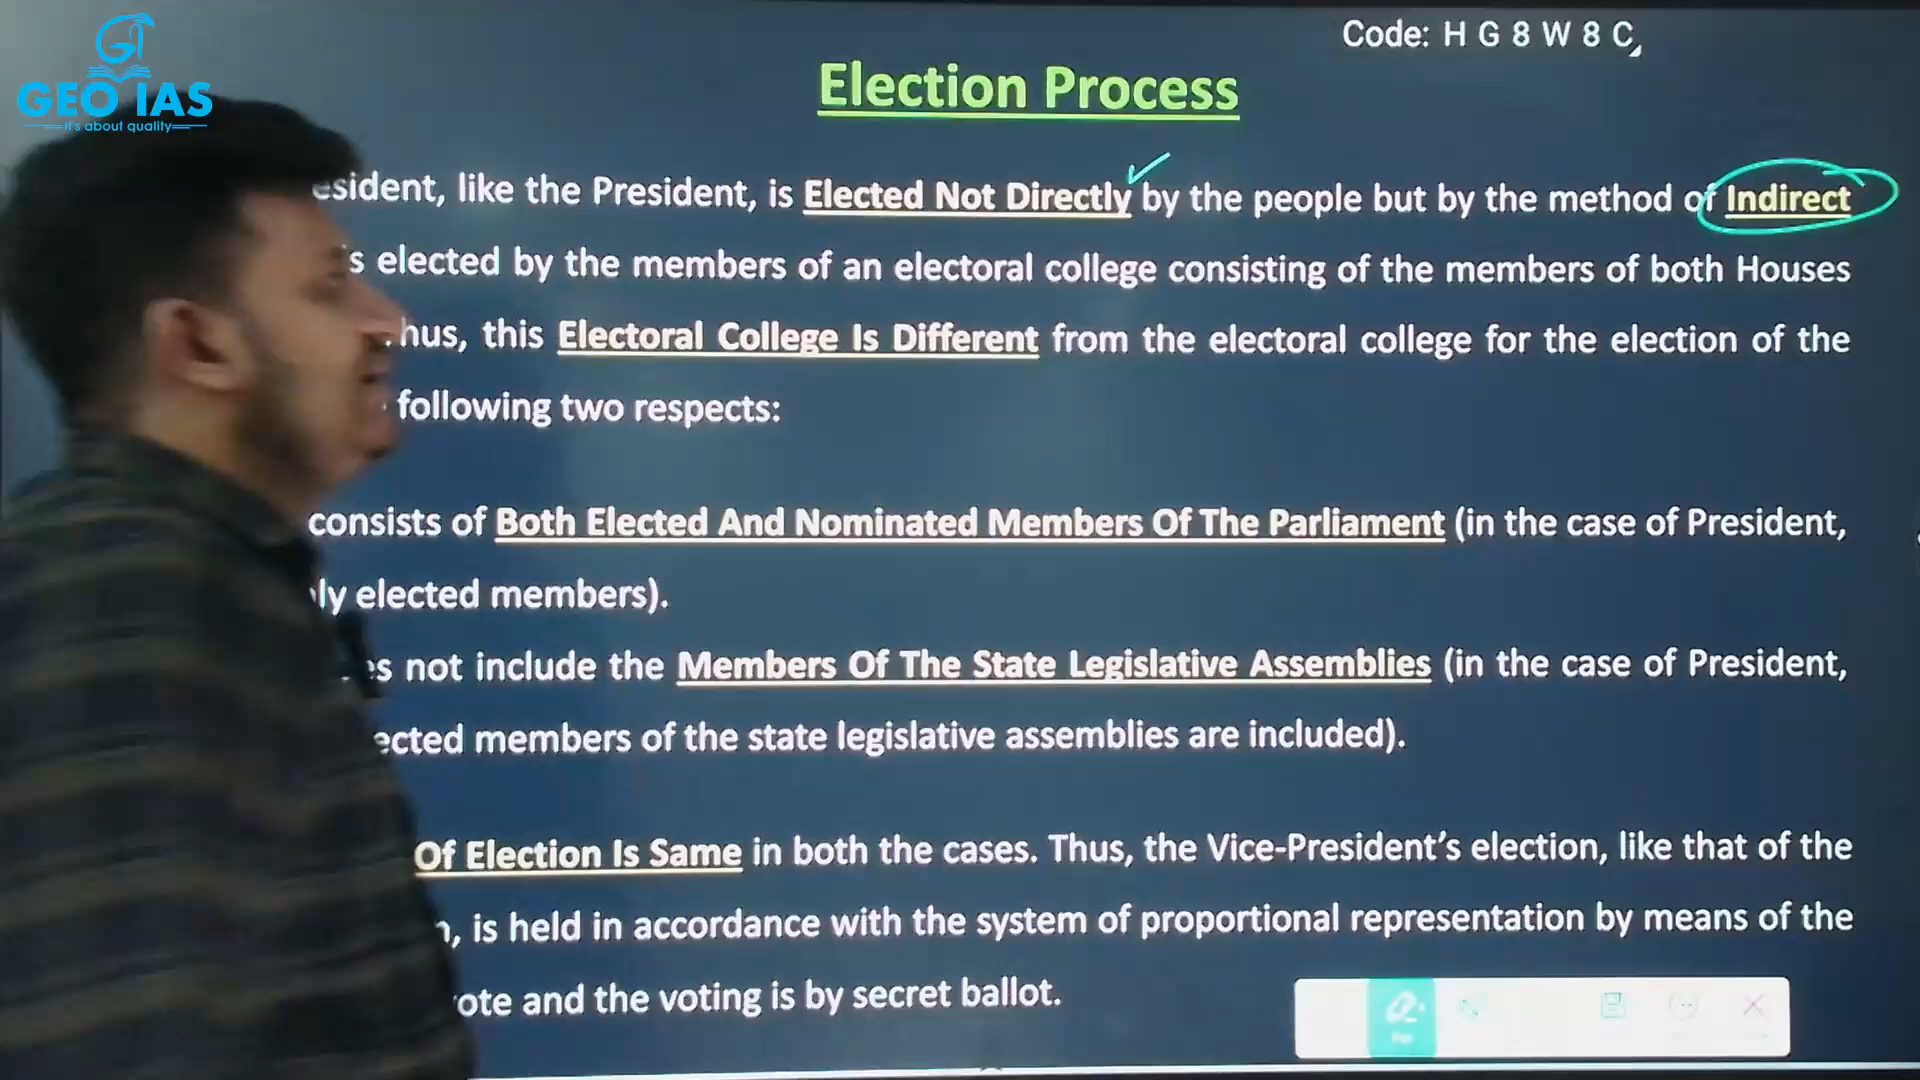 GEO IAS
it's about quality
Code: H G 8 W 8 C
Election Process
esident, like the President, is Elected Not Directly by the people but by the method of Indirect
s elected by the members of an electoral college consisting of the members of both Houses
hus, this Electoral College Is Different from the electoral college for the election of the
following two respects:
consists of Both Elected And Nominated Members Of The Parliament (in the case of President,
ly elected members).
es not include the Members Of The State Legislative Assemblies (in the case of President,
ected members of the state legislative assemblies are included).
Of Election Is Same in both the cases. Thus, the Vice-President's election, like that of the
n, is held in accordance with the system of proportional representation by means of the
ote and the voting is by secret ballot.